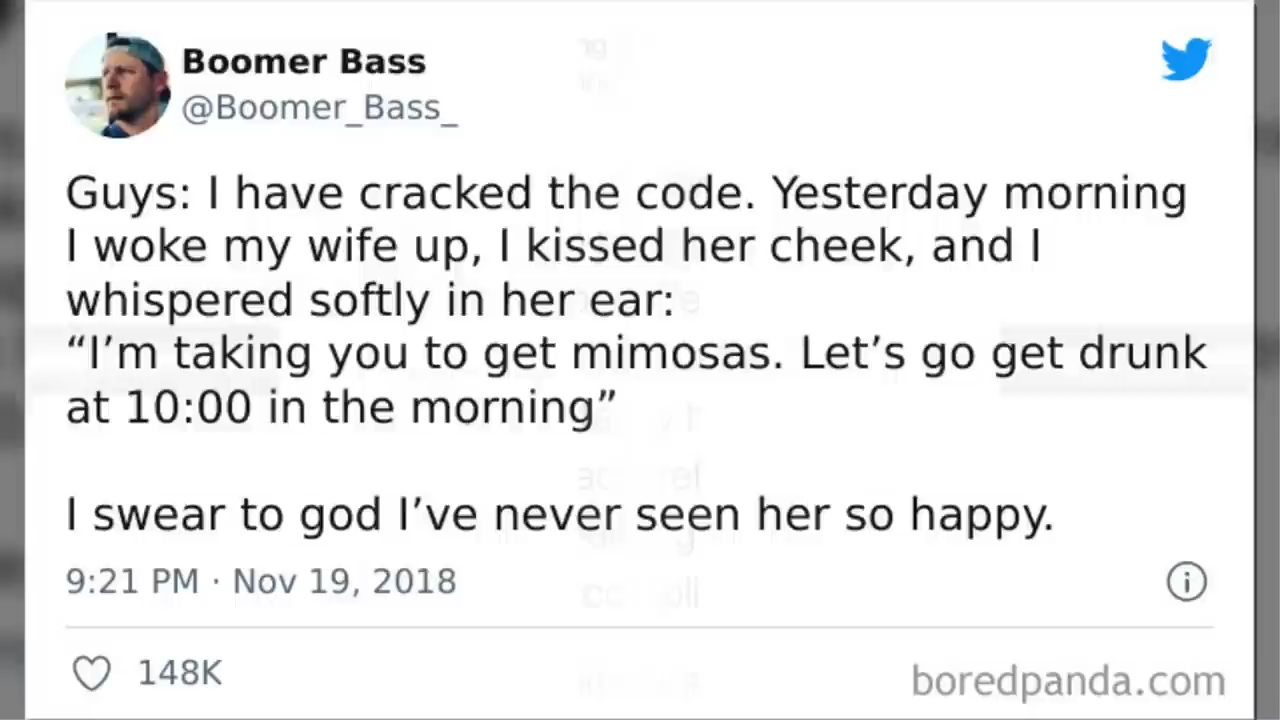 Boomer Bass
@Boomer_Bass_
Guys: I have cracked the code. Yesterday morning
I woke my wife up, I kissed her cheek, and I
whispered softly in her ear:
“I’m taking you to get mimosas. Let’s go get drunk
at 10:00 in the morning”
I swear to god I’ve never seen her so happy.
9:21 PM · Nov 19, 2018
148K
boredpanda.com